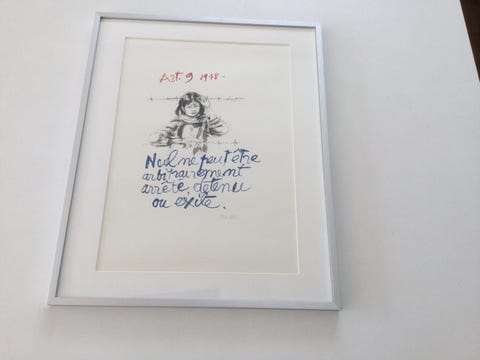 Art. 9 1948.
Nul ne peut être
arbitrairement
arrêté, détenu
ou exilé.